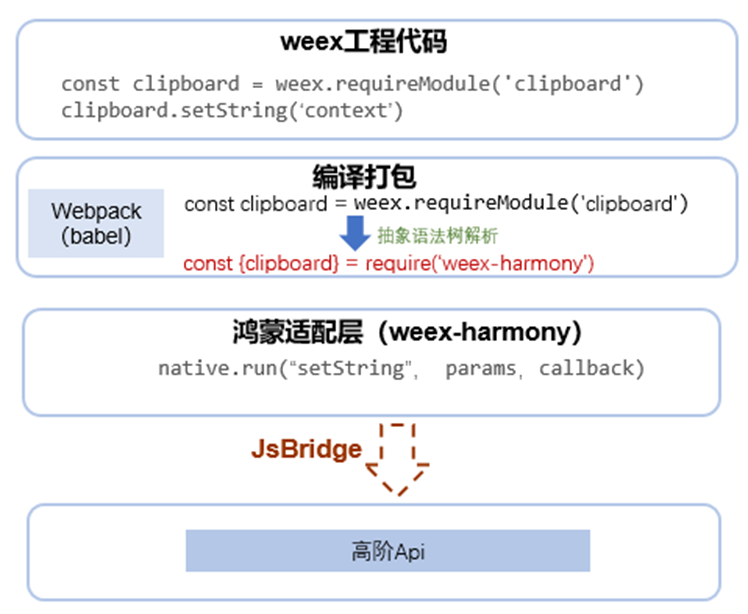 weex工程代码
const clipboard = weex.requireModule('clipboard')
clipboard.setString(‘context’)
编译打包
Webpack
（babel）
const clipboard = weex.requireModule('clipboard')
抽象语法树解析
const {clipboard} = require(‘weex-harmony’)
鸿蒙适配层（weex-harmony）
native.run(“setString”， params，callback)
JsBridge
高阶Api